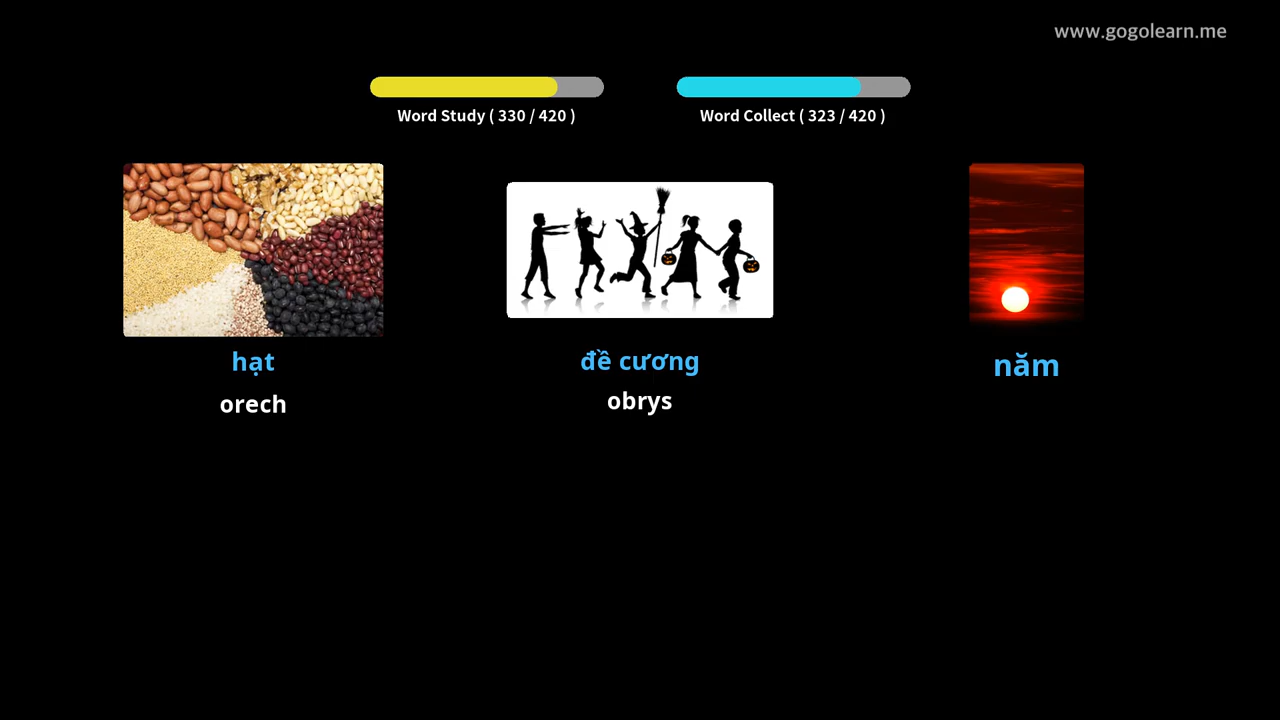 www.gogolearn.me
Word Study ( 330 / 420 )
Word Collect ( 323 / 420 )
hạt
orech
đề cương
obrys
năm